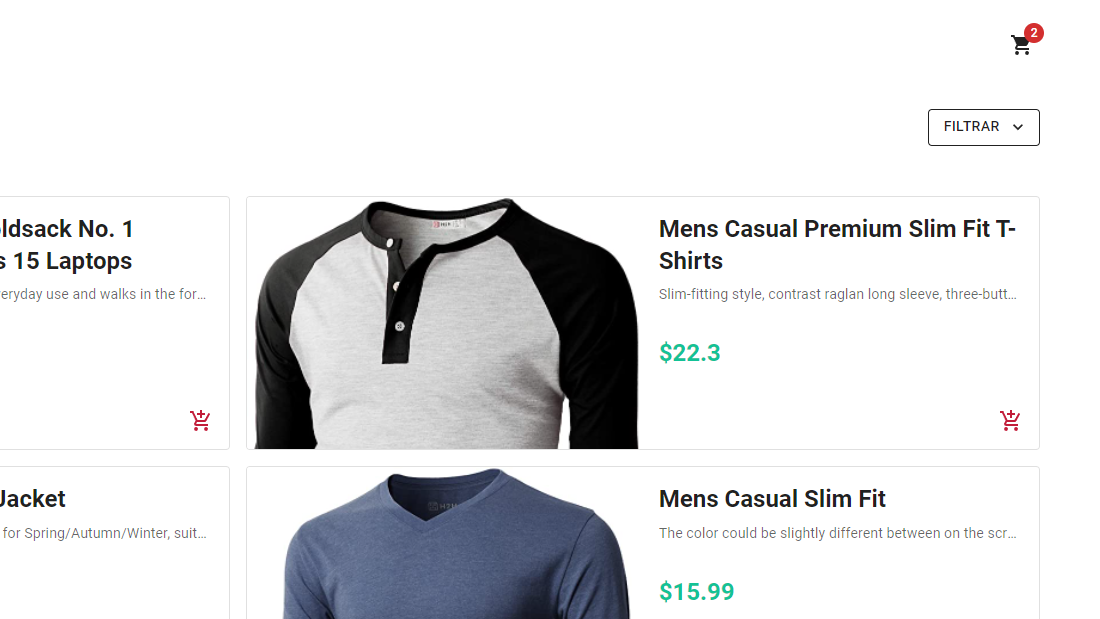 2
FILTRAR
oldsack No. 1
s 15 Laptops
eryday use and walks in the for...
Mens Casual Premium Slim Fit T-
Shirts
Slim-fitting style, contrast raglan long sleeve, three-butt...
$22.3
Jacket
for Spring/Autumn/Winter, suit...
Mens Casual Slim Fit
The color could be slightly different between on the scr...
$15.99